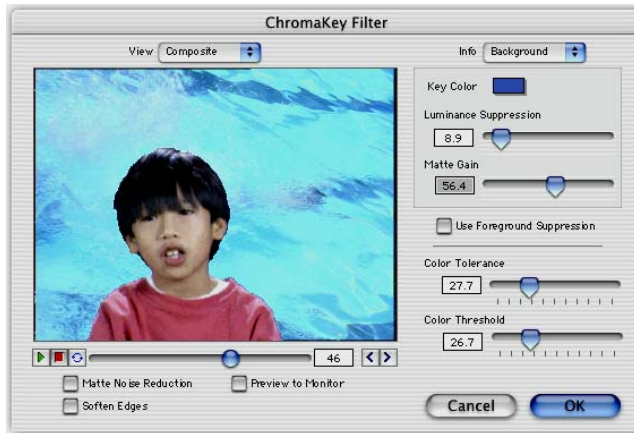 ChromaKey Filter
View Composite
Info Background
Key Color
Luminance Suppression
8.9
Matte Gain
56.4
Use Foreground Suppression
Color Tolerance
27.7
Color Threshold
26.7
46
Matte Noise Reduction
Preview to Monitor
Soften Edges
Cancel
OK